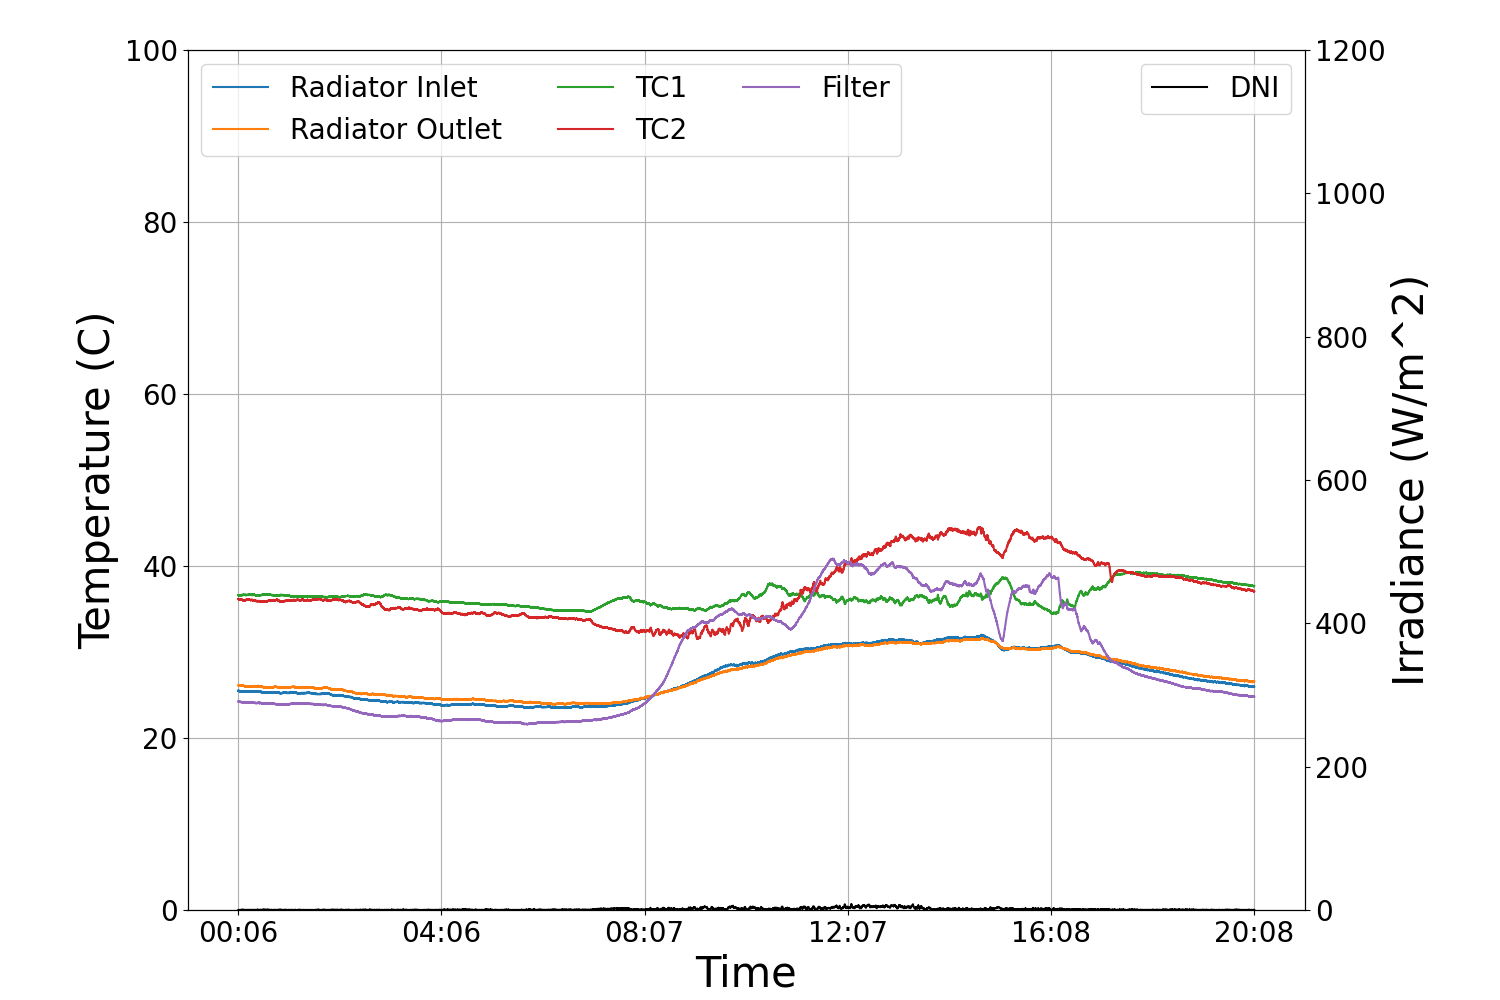 100
80
60
40
20
0
Temperature (C)
Radiator Inlet
Radiator Outlet
TC1
TC2
Filter
DNI
1200
1000
800
600
400
200
0
Irradiance (W/m^2)
00:06 04:06 08:07 12:07 16:08 20:08
Time